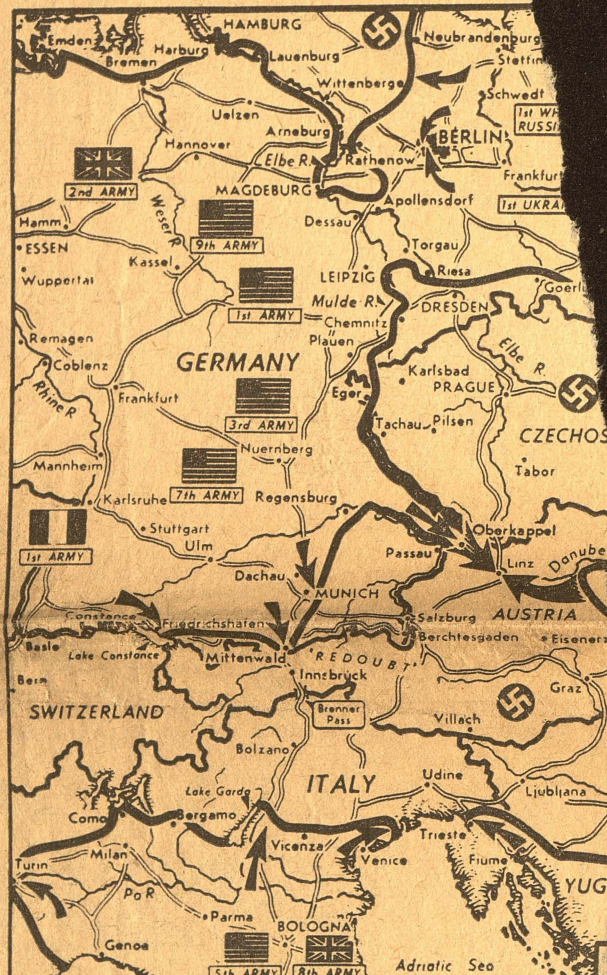 HAMBURG
Emden
Harburg
Neubrandenburg
Bremen
Lauenburg
Stettin
Wittenberge
Schwedt
Uelzen
1st WH
RUSSI
Arneburg
BERLIN
Hannover
Elbe R.
Rathenow
2nd ARMY
Frankfurt
MAGDEBURG
Apollensdorf
1st UKRAI
Weser R.
Dessau
Hamm
9th ARMY
Torgau
ESSEN
Kassel
LEIPZIG
Riesa
Wuppertal
Goerli
Mulde R.
DRESDEN
1st ARMY
Chemnitz
Remagen
Plauen
Elbe R.
Coblenz
GERMANY
Karlsbad
PRAGUE
Rhine R
Frankfurt
Eger
3rd ARMY
Tachau
Pilsen
CZECHOS
Nuernberg
Mannheim
Tabor
7th ARMY
Karlsruhe
Regensburg
Stuttgart
Oberkappel
1st ARMY
Ulm
Passau
Linz
Danube
Dachau
MUNICH
AUSTRIA
Constance
Friedrichshafen
Salzburg
Basle
Berchtesgaden
Eisenerz
Lake Constance
Mittenwald
'REDOUBT'
Bern
Innsbrück
Graz
SWITZERLAND
Brenner
Pass
Villach
Bolzano
ITALY
Udine
Lake Garda
Ljubljana
Como
Bergamo
Trieste
Vicenza
Venice
Fiume
Turin
Milan
YUG
Po R
Parma
BOLOGNA
Genoa
5th ARMY
8th ARMY
Adriatic Sea